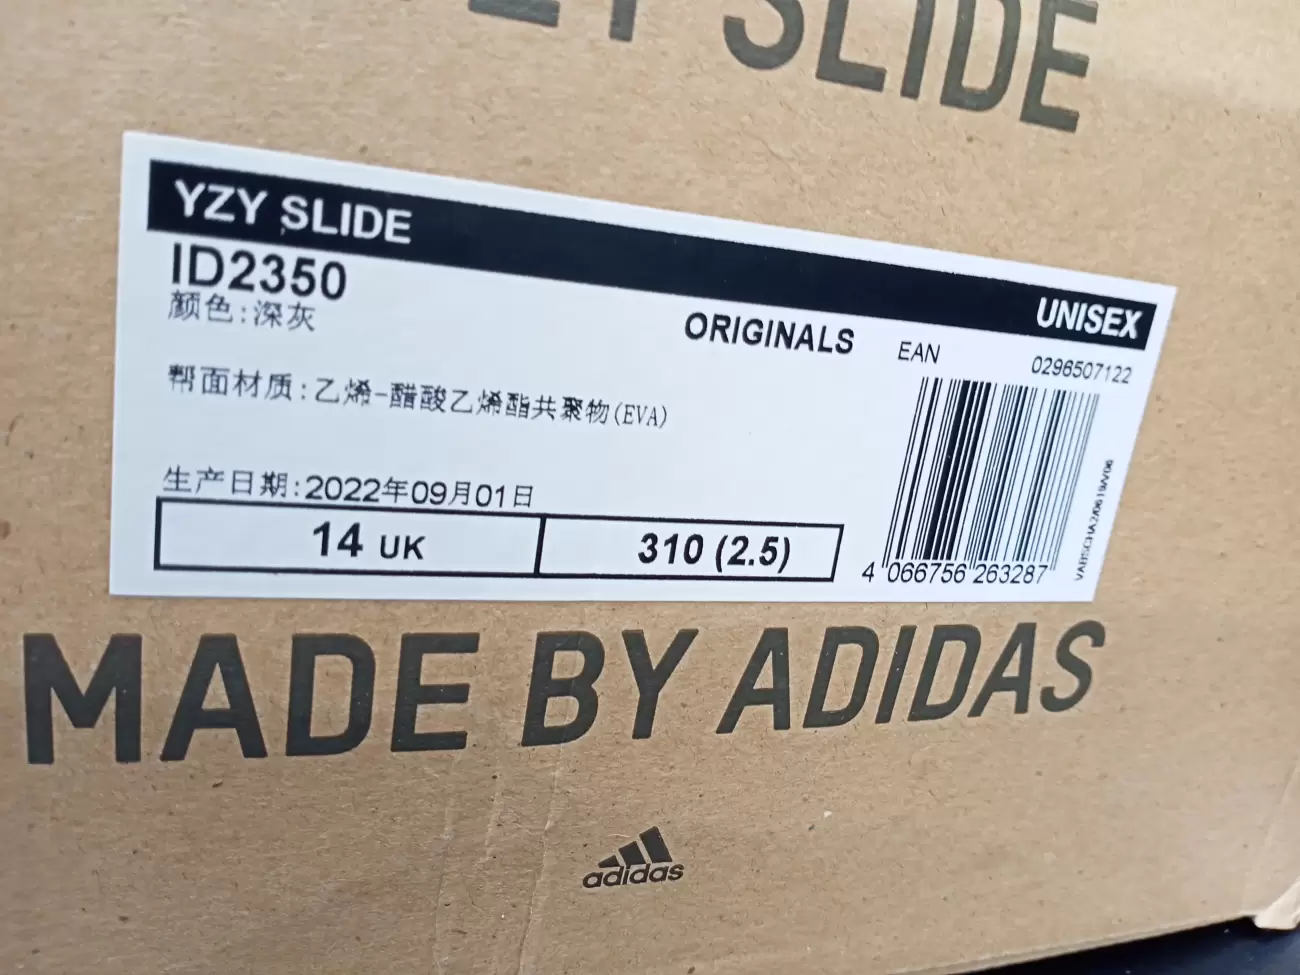 ZY SLIDE
YZY SLIDE
UNISEX
ID2350
颜色:深灰
ORIGINALS
EAN
0296507122
帮面材质:乙烯-醋酸乙烯酯共聚物(EVA)
生产日期:2022年09月01日
14 UK
310 (2.5)
4 066756 263287
MADE BY ADIDAS
adidas